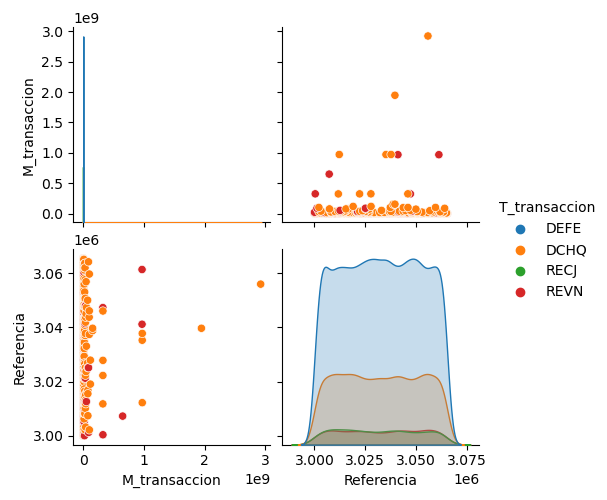 1e9
3.0
2.5
2.0
1.5
1.0
0.5
0.0
M_transaccion
T_transaccion
DEFE
DCHQ
RECJ
REVN
1e6
3.06
3.04
3.02
3.00
Referencia
0 1 2 3
1e9
M_transaccion
3.000 3.025 3.050 3.075
1e6
Referencia